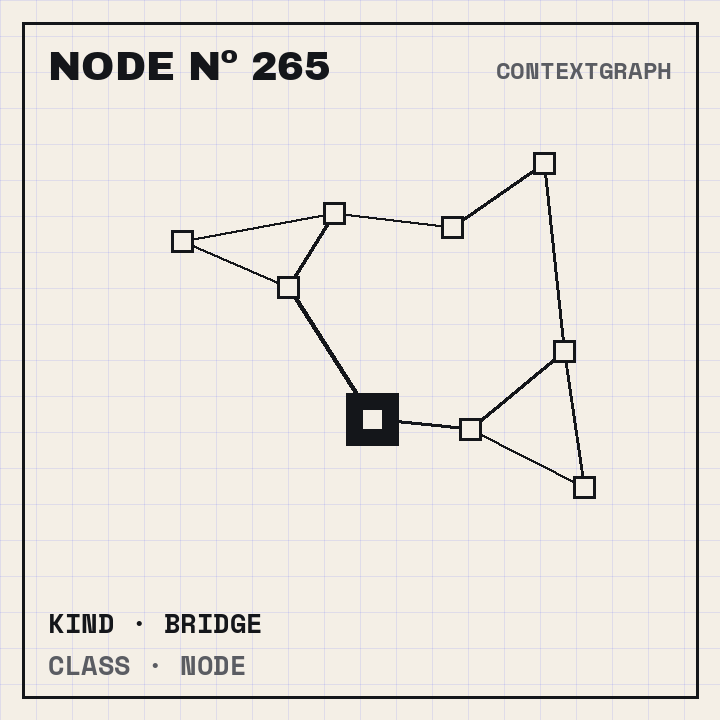 NODE Nº 265
CONTEXTGRAPH
KIND · BRIDGE
CLASS · NODE